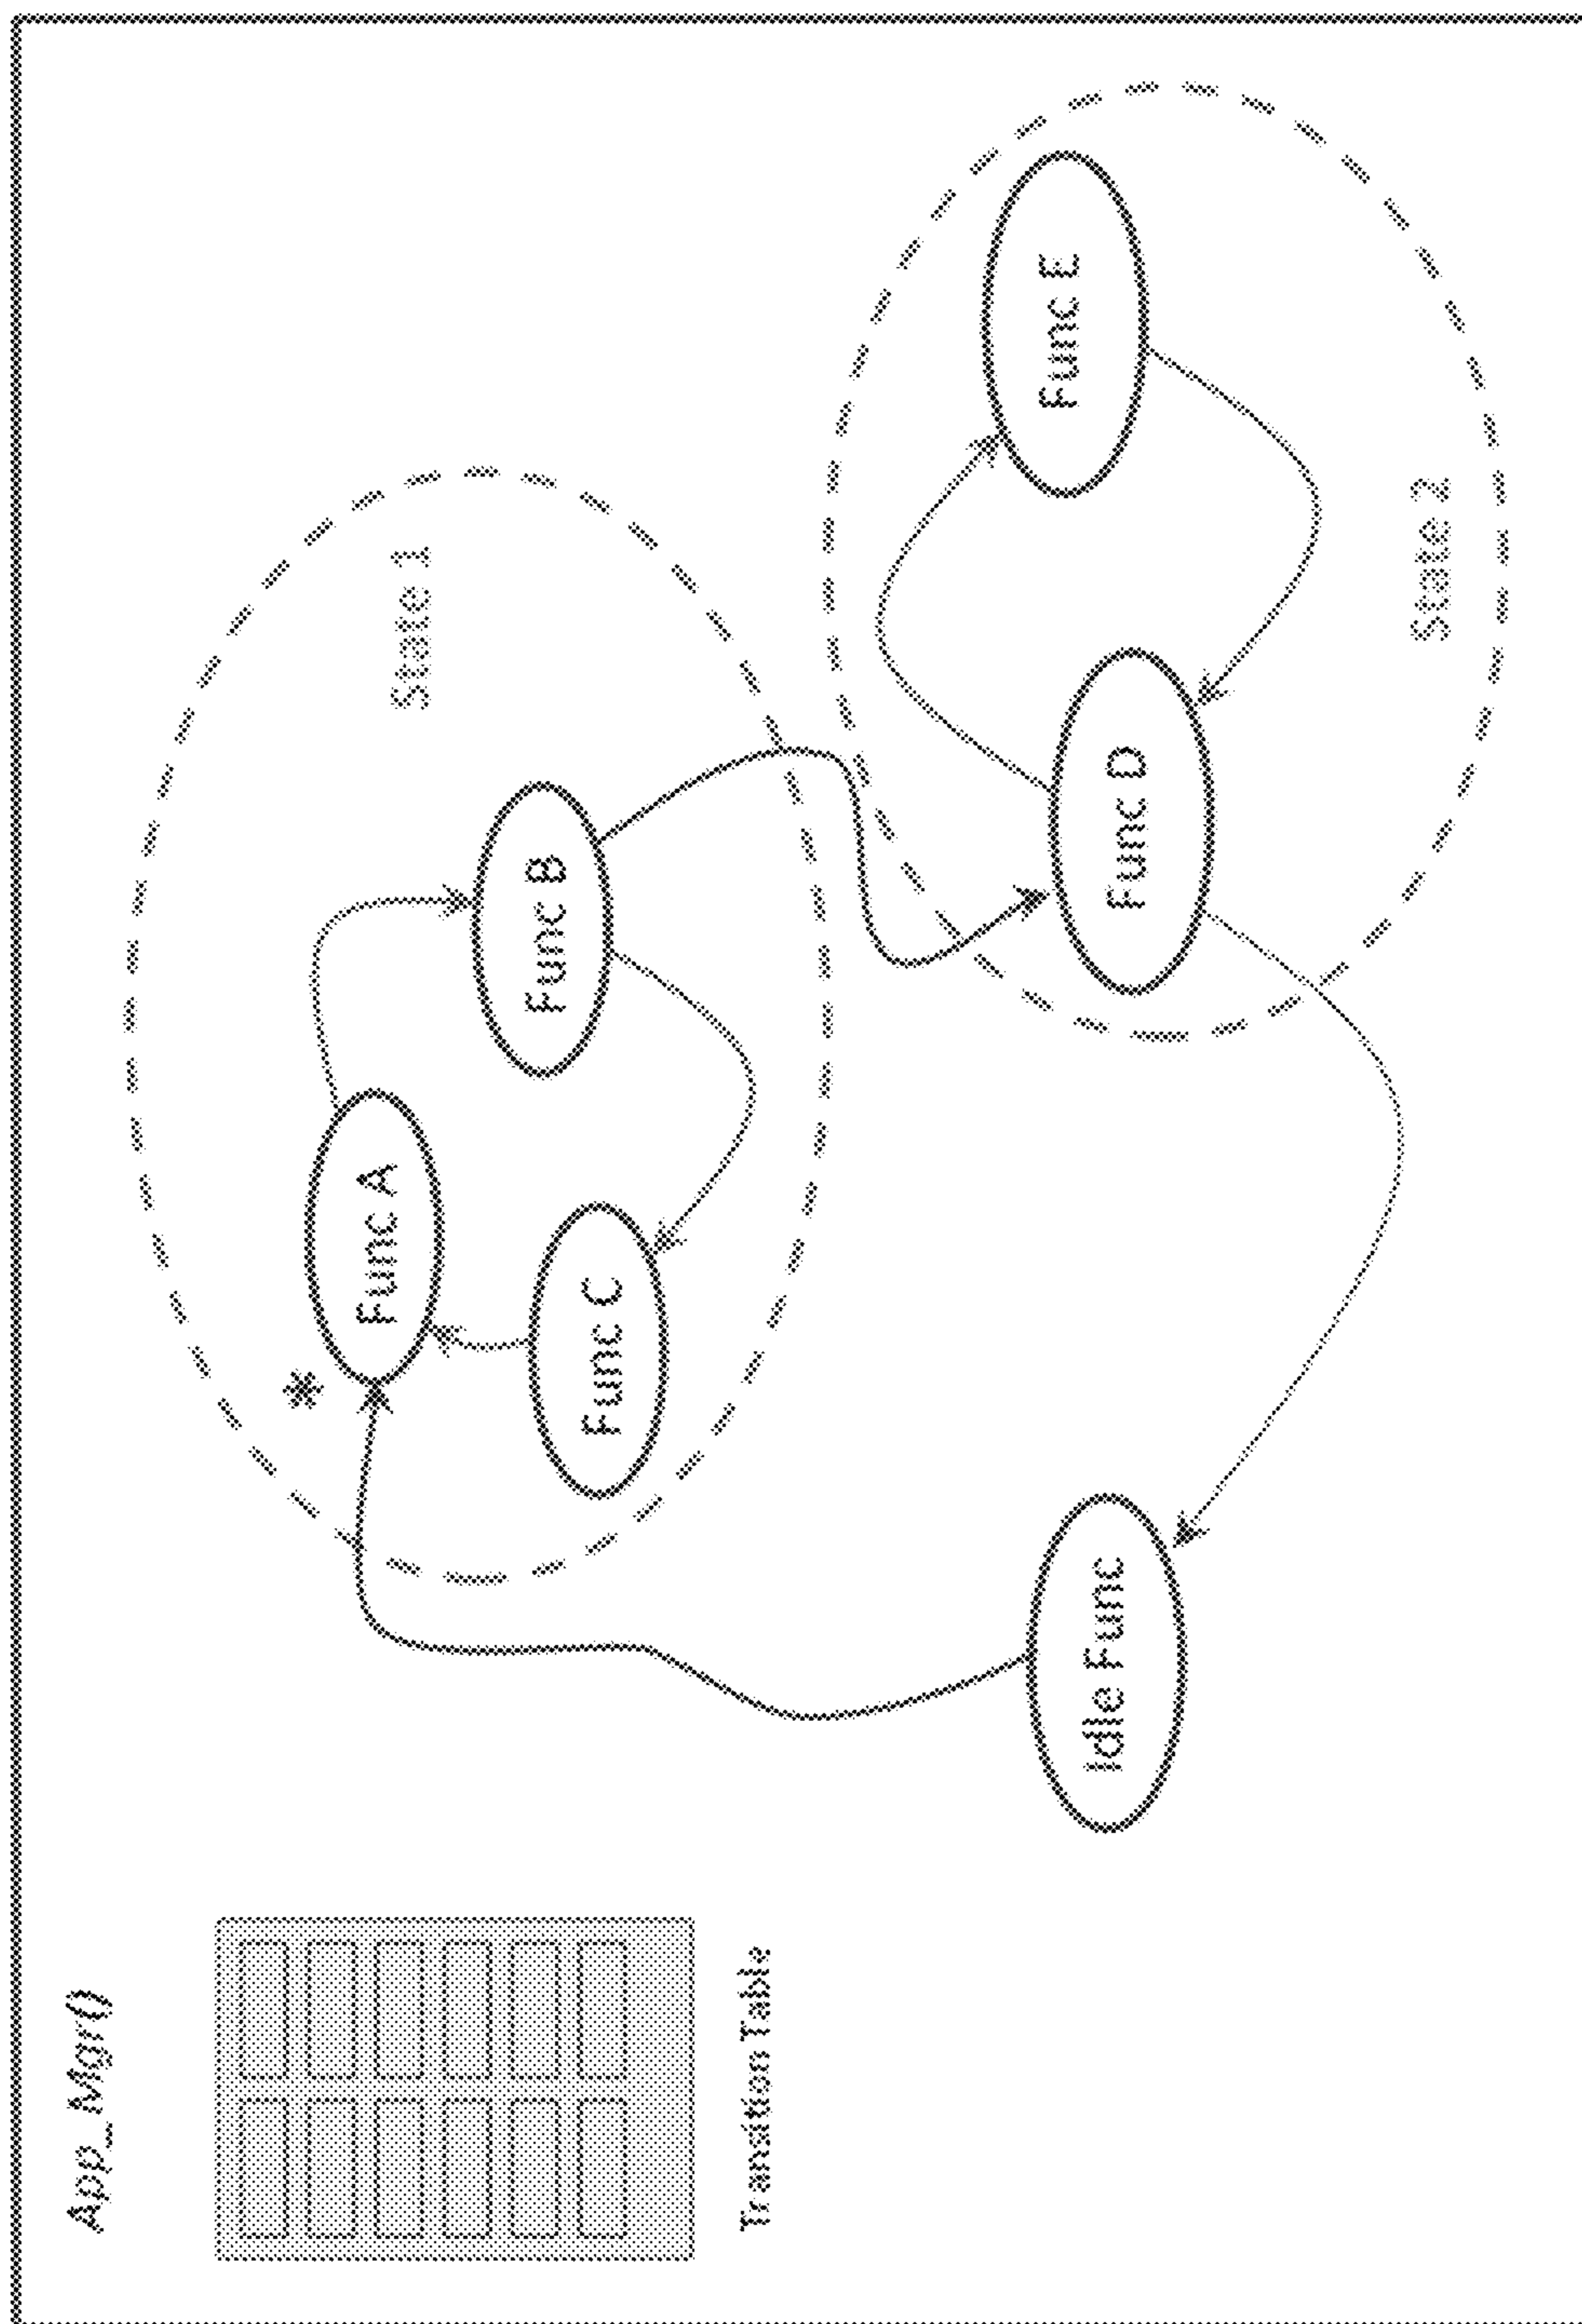 App_Mgr()
Transition Table
*
State 1
Func A
Func B
Func C
State 2
Func D
Func E
Idle Func